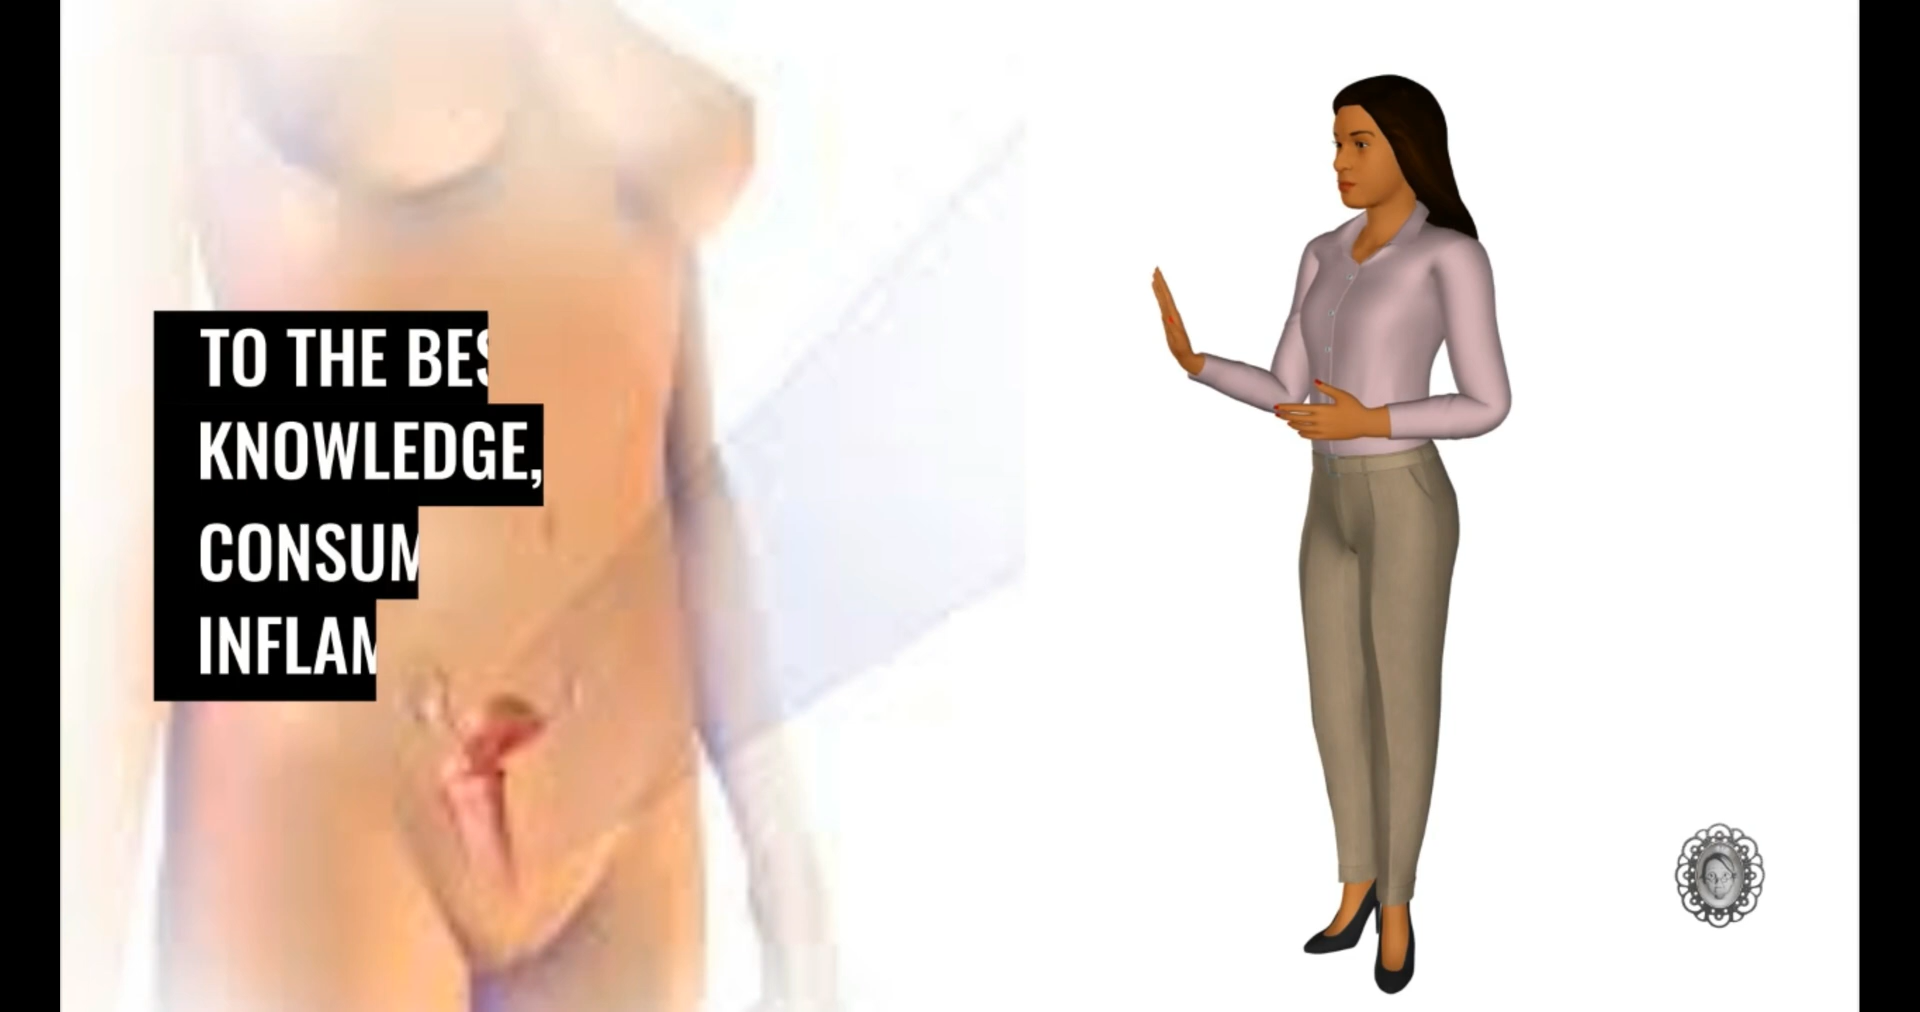 TO THE BES
KNOWLEDGE,
CONSUM
INFLAM